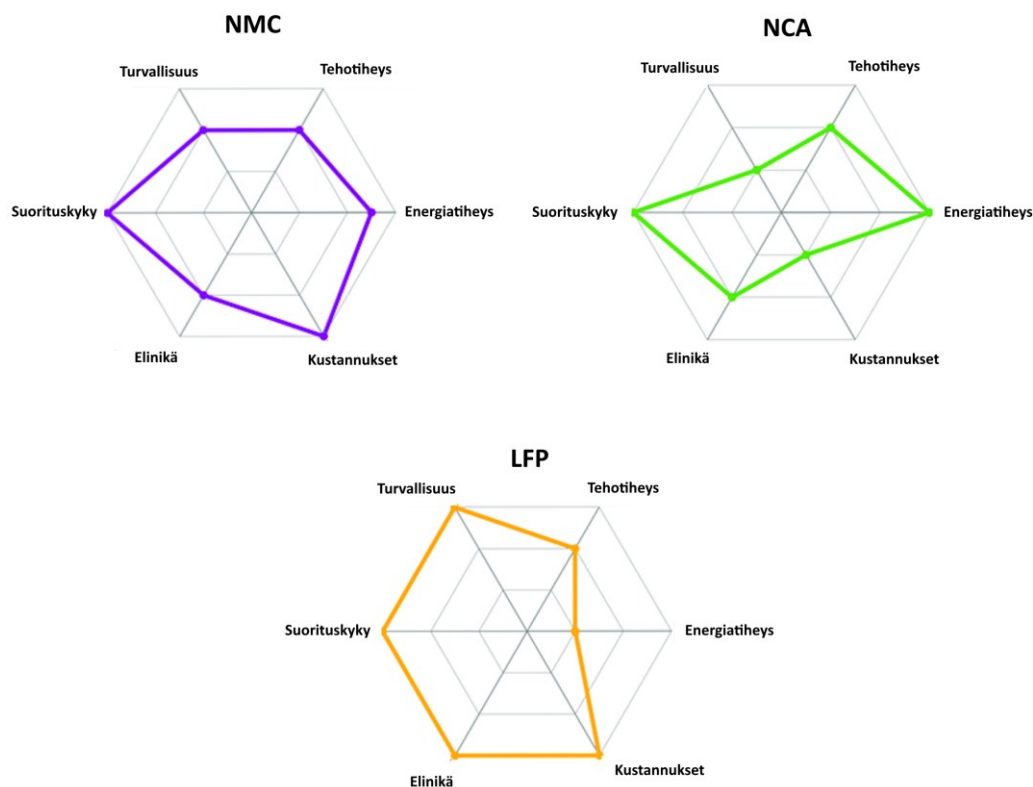 NMC
Turvallisuus
Tehotiheys
Suorituskyky
Energiatiheys
Elinikä
Kustannukset
NCA
Turvallisuus
Tehotiheys
Suorituskyky
Energiatiheys
Elinikä
Kustannukset
LFP
Turvallisuus
Tehotiheys
Suorituskyky
Energiatiheys
Elinikä
Kustannukset